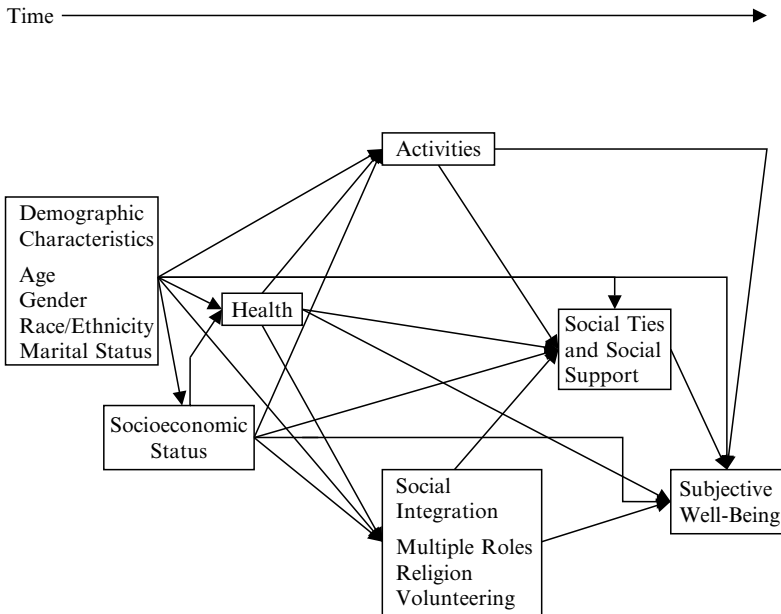 Time
Activities
Demographic
Characteristics
Age
Gender
Race/Ethnicity
Marital Status
Health
Social Ties
and Social
Support
Socioeconomic
Status
Social
Integration
Multiple Roles
Religion
Volunteering
Subjective
Well-Being